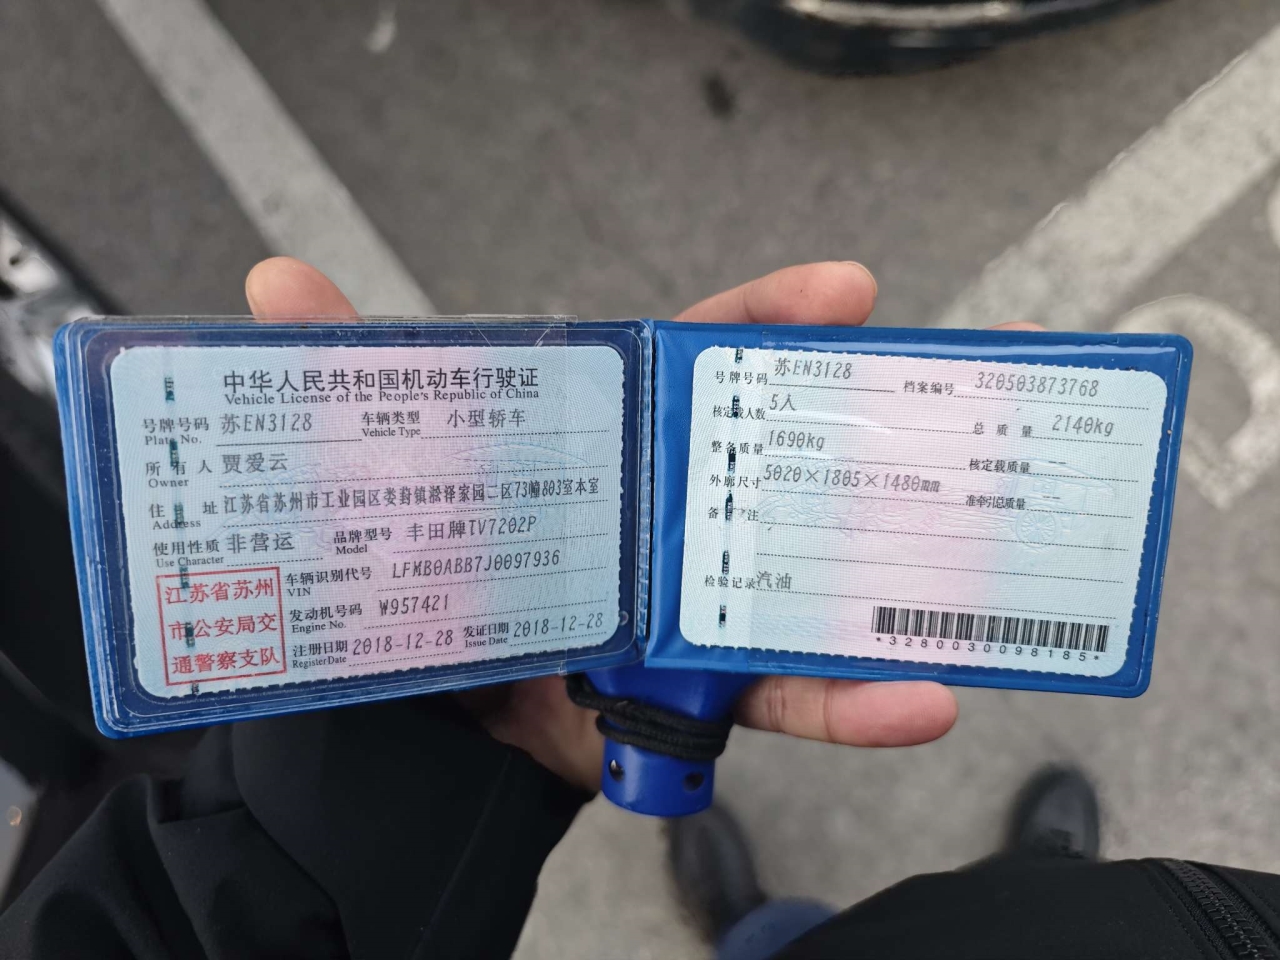 中华人民共和国机动车行驶证
Vehicle License of the People's Republic of China
号牌号码 苏EN3128 车辆类型 小型轿车
Plate No. Vehicle Type
所有人 贾爱云
Owner
住址 江苏省苏州市工业园区娄葑镇淞泽家园二区73幢803室本室
Address
使用性质 非营运 品牌型号 丰田牌TV7202P
Use Character Model
车辆识别代号 LFMB0ABB7J0097936
VIN
发动机号码 W957421
Engine No.
注册日期 2018-12-28 发证日期 2018-12-28
Register Date Issue Date
江苏省苏州
市公安局交
通警察支队
号牌号码 苏EN3128 档案编号 320503873768
核定载人数 5人 总质量 2140kg
整备质量 1690kg 核定载质量 --
外廓尺寸 5020×1805×1480mm 准牵引总质量 --
备注
检验记录 汽油
*3280030098185*